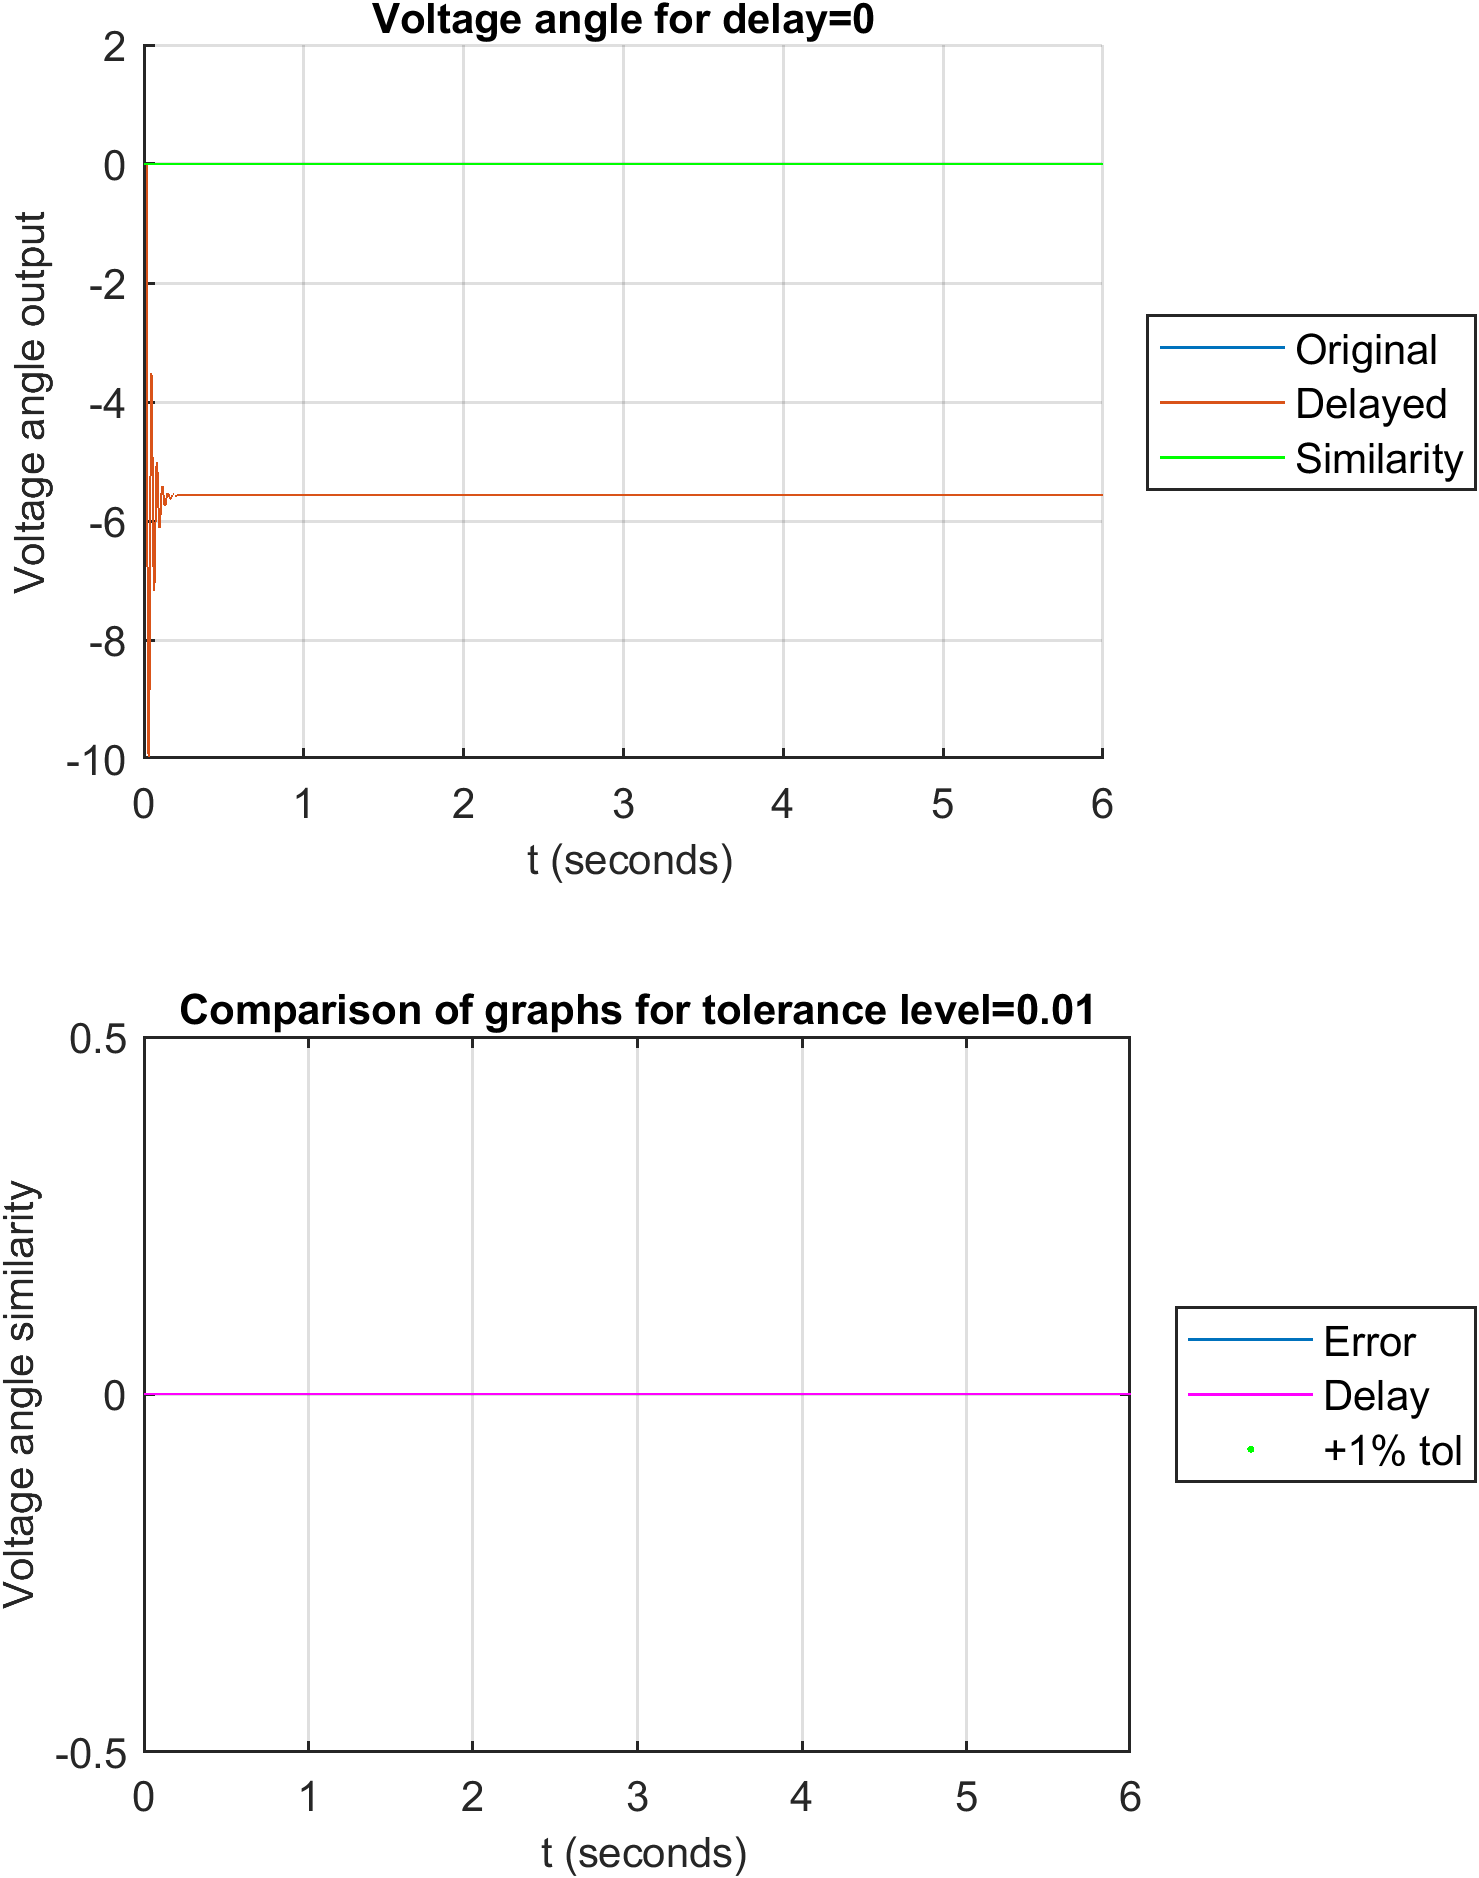 Voltage angle for delay=0
2
0
-2
-4
-6
-8
-10
Voltage angle output
0 1 2 3 4 5 6
t (seconds)
Original
Delayed
Similarity
Comparison of graphs for tolerance level=0.01
0.5
0
-0.5
Voltage angle similarity
0 1 2 3 4 5 6
t (seconds)
Error
Delay
+1% tol